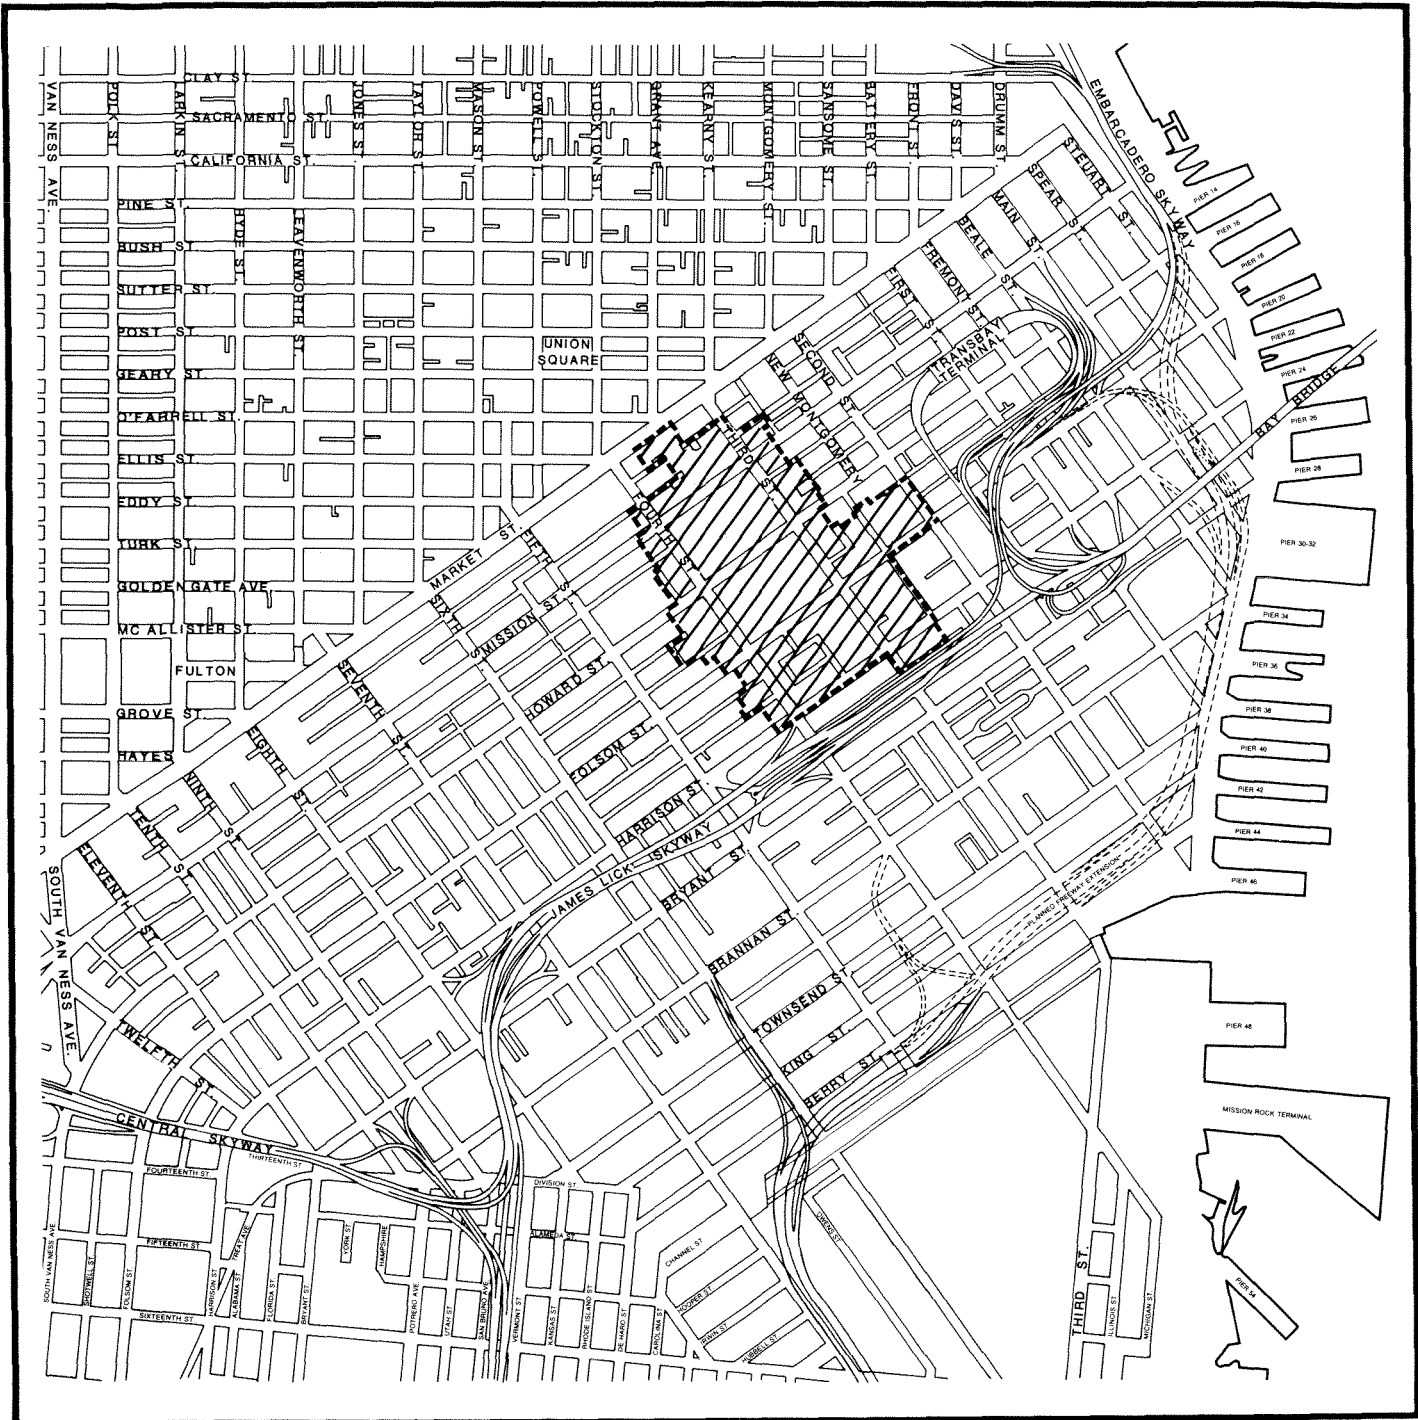 CLAY ST.
SACRAMENTO ST.
CALIFORNIA ST.
PINE ST.
BUSH ST.
SUTTER ST.
POST ST.
GEARY ST.
O'FARRELL ST.
ELLIS ST.
EDDY ST.
TURK ST.
GOLDEN GATE AVE.
MC ALLISTER ST.
FULTON
GROVE ST.
HAYES
VAN NESS AVE.
POLK ST.
LARKIN ST.
HYDE ST.
LEAVENWORTH ST.
JONES ST.
TAYLOR ST.
MASON ST.
POWELL ST.
STOCKTON ST.
GRANT AVE.
KEARNY ST.
MONTGOMERY ST.
SANSOME ST.
BATTERY ST.
FRONT ST.
DAVIS ST.
DRUMM ST.
UNION
SQUARE
EMBARCADERO SKYWAY
STEUART ST.
SPEAR ST.
MAIN ST.
BEALE ST.
FREMONT ST.
FIRST ST.
TRANSBAY
TERMINAL
SECOND ST.
NEW MONTGOMERY
THIRD ST.
FOURTH ST.
FIFTH ST.
SIXTH ST.
SEVENTH ST.
EIGHTH ST.
NINTH ST.
TENTH ST.
ELEVENTH ST.
TWELFTH ST.
MARKET ST.
MISSION ST.
HOWARD ST.
FOLSOM ST.
HARRISON ST.
JAMES LICK SKYWAY
BRYANT ST.
BRANNAN ST.
TOWNSEND ST.
KING ST.
BERRY ST.
BAY BRIDGE
PLANNED FREEWAY EXTENSION
PIER 14
PIER 16
PIER 18
PIER 20
PIER 22
PIER 24
PIER 26
PIER 28
PIER 30-32
PIER 34
PIER 36
PIER 38
PIER 40
PIER 42
PIER 44
PIER 46
PIER 48
MISSION ROCK TERMINAL
PIER 54
SOUTH VAN NESS AVE.
CENTRAL SKYWAY
THIRTEENTH ST.
FOURTEENTH ST.
FIFTEENTH ST.
SIXTEENTH ST.
SOUTH VAN NESS AVE.
SHOTWELL ST.
FOLSOM ST.
HARRISON ST.
TREAT AVE.
ALABAMA ST.
FLORIDA ST.
BRYANT ST.
YORK ST.
HAMPSHIRE
POTRERO AVE.
UTAH ST.
SAN BRUNO AVE.
VERMONT ST.
KANSAS ST.
RHODE ISLAND ST.
DE HARO ST.
CAROLINA ST.
DIVISION ST.
ALAMEDA ST.
CHANNEL ST.
HOOPER ST.
IRWIN ST.
HUBBELL ST.
OWENS ST.
THIRD ST.
ILLINOIS ST.
MICHIGAN ST.